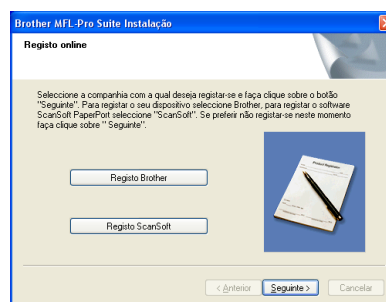 Brother MFL-Pro Suite Instalação
Registo online
Seleccione a companhia com a qual deseja registar-se e faça clique sobre o botão
"Seguinte". Para registar o seu dispositivo seleccione Brother, para registar o software
ScanSoft PaperPort seleccione "ScanSoft". Se preferir não registar-se neste momento
faça clique sobre " Seguinte".
Registo Brother
Registo ScanSoft
< Anterior
Seguinte >
Cancelar